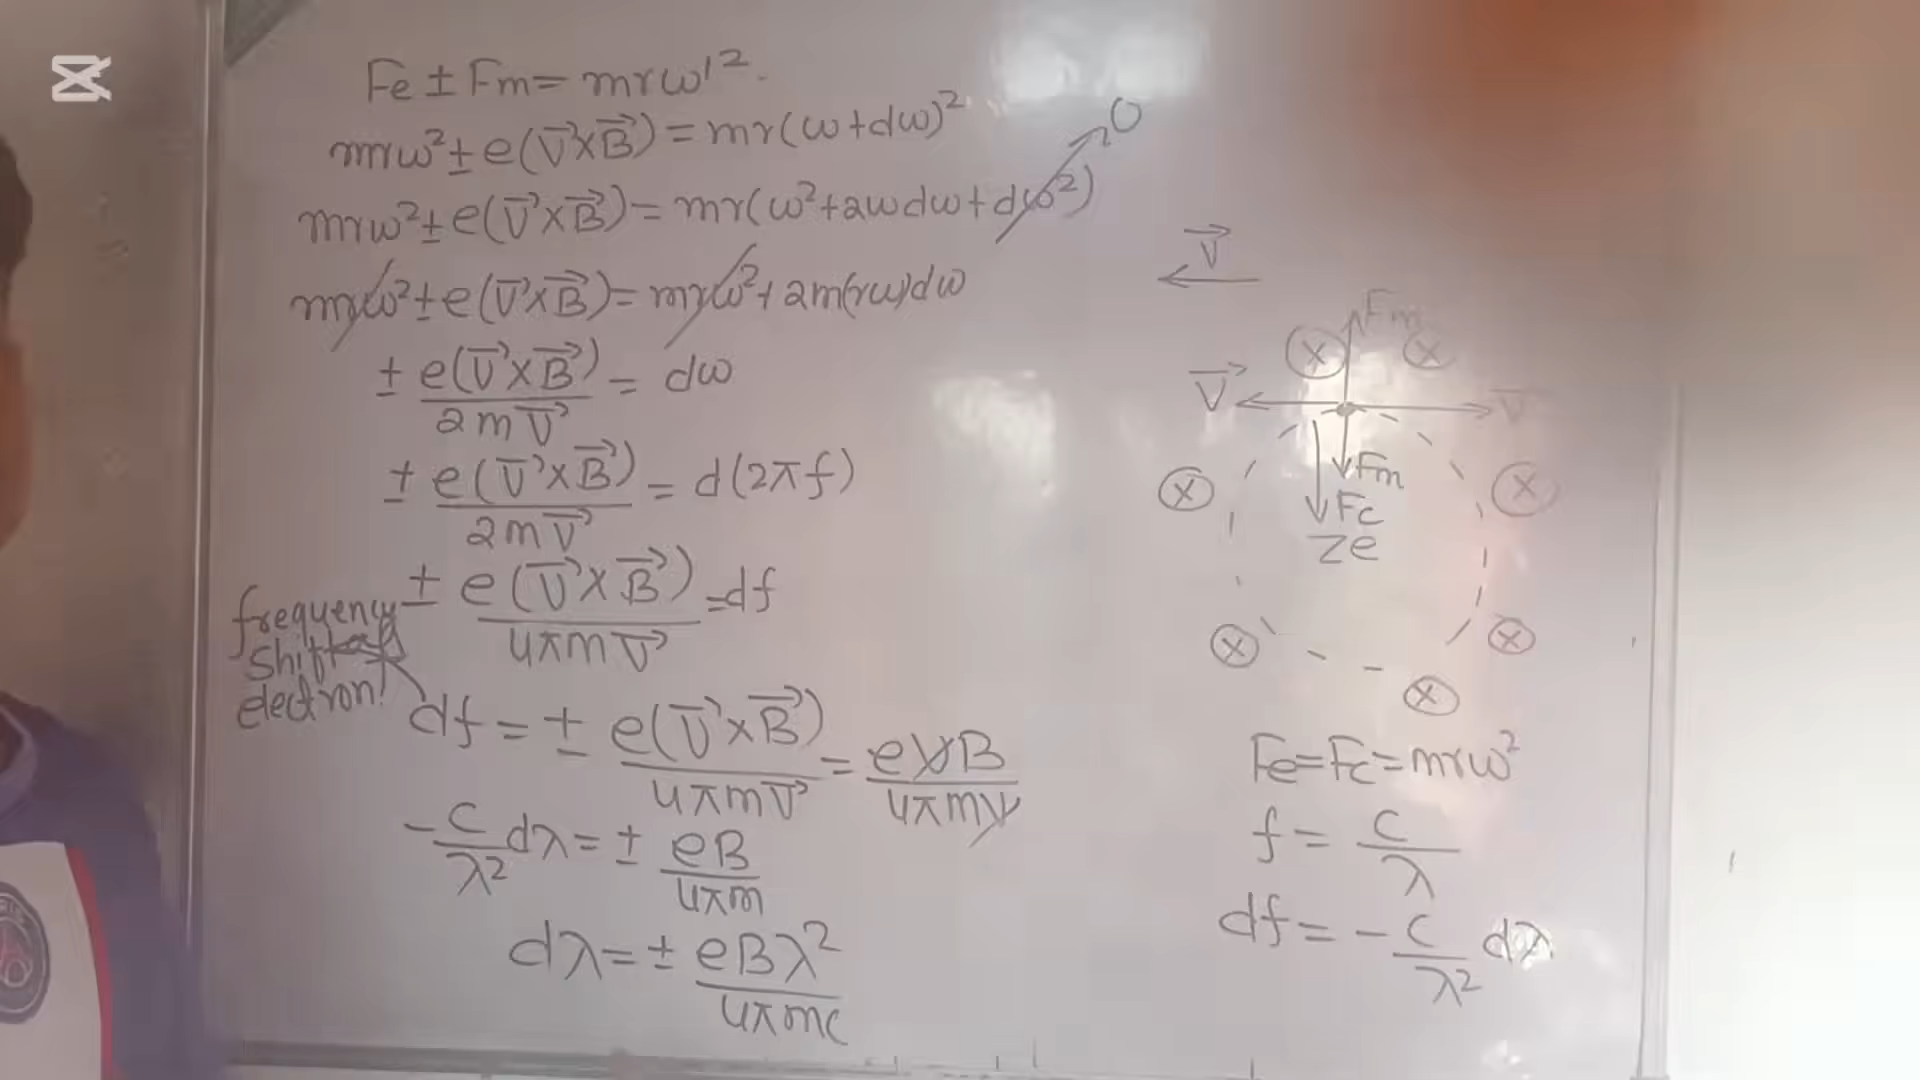 Fe ± Fm = mrω'².
mrω² ± e(V⃗×B⃗) = mr(ω+dω)²
mrω² ± e(V⃗×B⃗) = mr(ω²+2ωdω+dω²) 0
mrω² ± e(V⃗×B⃗) = mrω²+2m(rω)dω
± e(V⃗×B⃗)/2mV⃗ = dω
± e(V⃗×B⃗)/2mV⃗ = d(2πf)
± e(V⃗×B⃗)/4πmV⃗ = df
frequency
shift
electron
df = ± e(V⃗×B⃗)/4πmV⃗ = eVB/4πmV
-C/λ² dλ = ± eB/4πm
dλ = ± eBλ²/4πmc
V⃗
Fm
X X
V⃗ V
X Fm X
Fc
Ze
X X
X
Fe=Fc=mrω²
f = C/λ
df = -C/λ² dλ